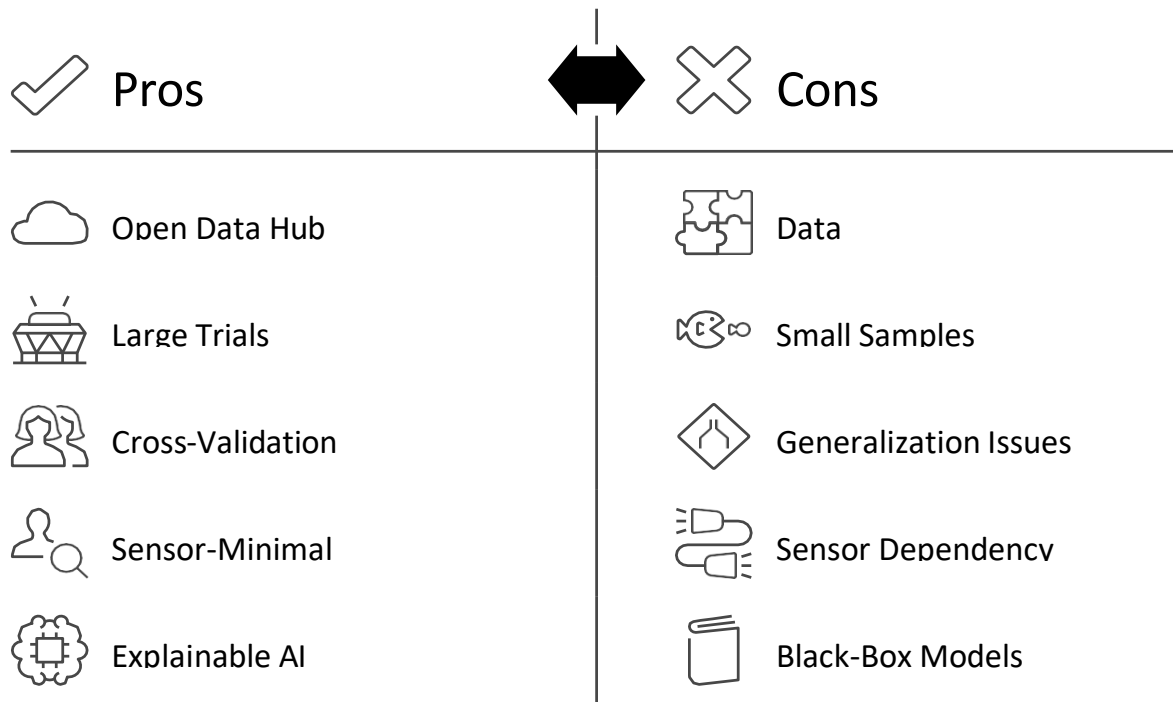 Pros
Cons
Open Data Hub
Data
Large Trials
Small Samples
Cross-Validation
Generalization Issues
Sensor-Minimal
Sensor Dependency
Explainable AI
Black-Box Models